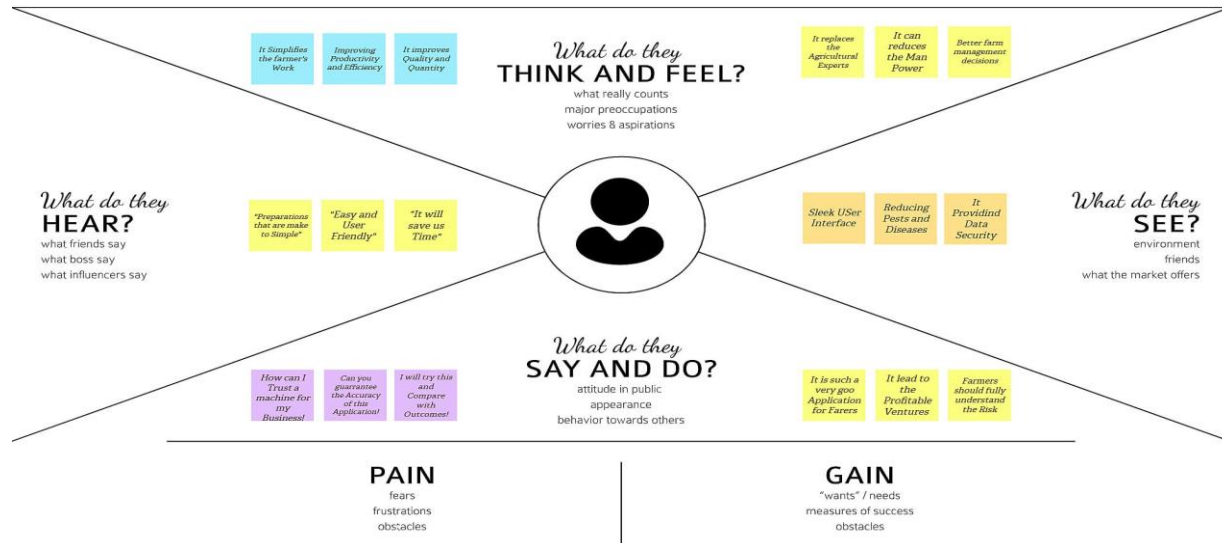 It Simplifies
the farmer's
Work
Improving
Productivity
and Efficiency
It improves
Quality and
Quantity
What do they
THINK AND FEEL?
what really counts
major preoccupations
worries & aspirations
It replaces
the
Agricultural
Experts
It can
reduces
the Man
Power
Better farm
management
decisions
What do they
HEAR?
what friends say
what boss say
what influencers say
"Preparations
that are make
to Simple"
"Easy and
User
Friendly"
"It will
save us
Time"
Sleek USer
Interface
Reducing
Pests and
Diseases
It
Providind
Data
Security
What do they
SEE?
environment
friends
what the market offers
What do they
SAY AND DO?
attitude in public
appearance
behavior towards others
How can I
Trust a
machine for
my
Business!
Can you
guarrantee
the Accuracy
of this
Application!
I will try this
and
Compare
with
Outcomes!
It is such a
very goo
Application
for Farers
It lead to
the
Profitable
Ventures
Farmers
should fully
understand
the Risk
PAIN
fears
frustrations
obstacles
GAIN
"wants" / needs
measures of success
obstacles